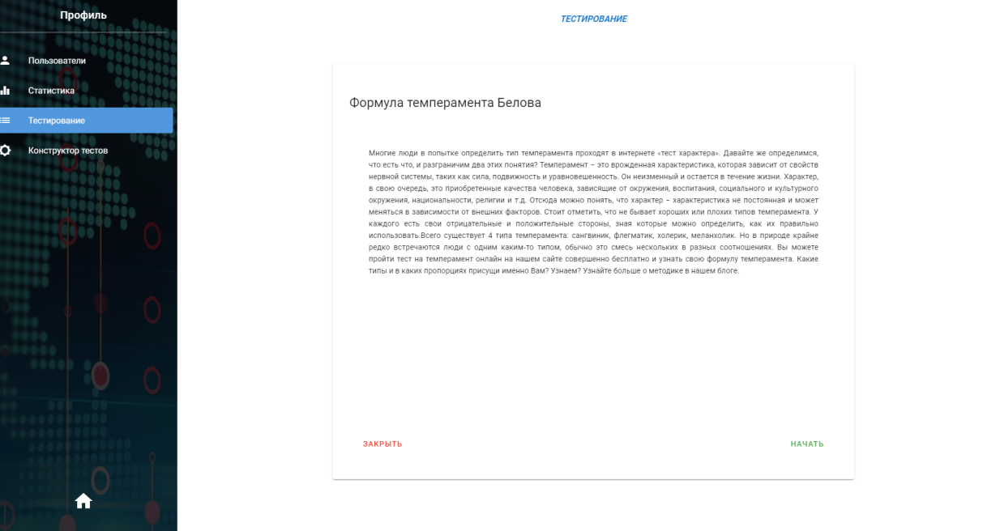 Профиль
Пользователи
Статистика
Тестирование
Конструктор тестов
ТЕСТИРОВАНИЕ
Формула темперамента Белова
Многие люди в попытке определить тип темперамента проходят в интернете «тест характера». Давайте же определимся,
что есть что, и разграничим два этих понятия? Темперамент – это врожденная характеристика, которая зависит от свойств
нервной системы, таких как сила, подвижность и уравновешенность. Он неизменный и остается в течение жизни. Характер,
в свою очередь, это приобретенные качества человека, зависящие от окружения, воспитания, социального и культурного
окружения, национальности, религии и т.д. Отсюда можно понять, что характер – характеристика не постоянная и может
меняться в зависимости от внешних факторов. Стоит отметить, что не бывает хороших или плохих типов темперамента. У
каждого есть свои отрицательные и положительные стороны, зная которые можно определить, как их правильно
использовать.Всего существует 4 типа темперамента: сангвиник, флегматик, холерик, меланхолик. Но в природе крайне
редко встречаются люди с одним каким-то типом, обычно это смесь нескольких в разных соотношениях. Вы можете
пройти тест на темперамент онлайн на нашем сайте совершенно бесплатно и узнать свою формулу темперамента. Какие
типы и в каких пропорциях присущи именно Вам? Узнаем? Узнайте больше о методике в нашем блоге.
ЗАКРЫТЬ
НАЧАТЬ